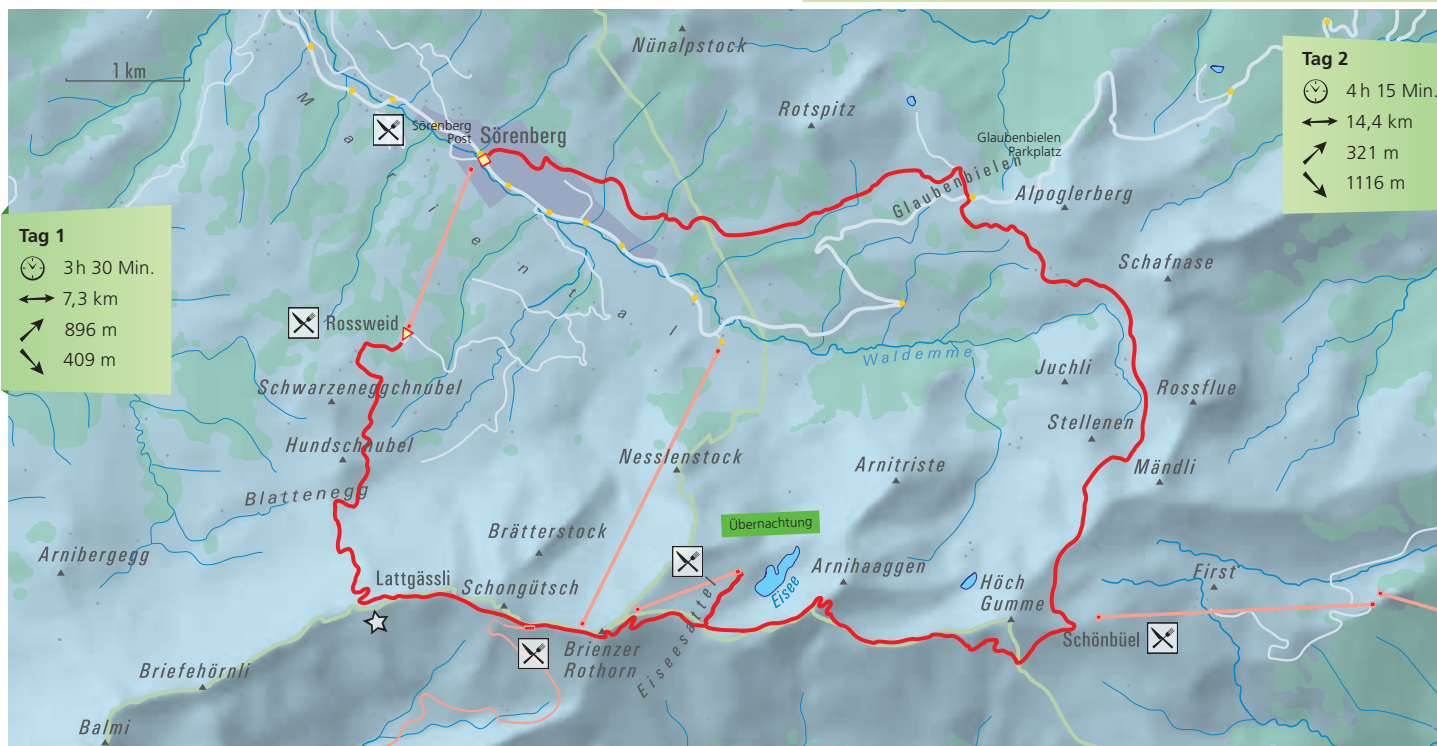 1 km
Nünalpstock
Tag 2
4 h 15 Min.
14,4 km
321 m
1116 m
Rotspitz
Sörenberg
Post
Sörenberg
Glaubenbielen
Parkplatz
Glaubenbielen
Alpoglerberg
Mariental
Tag 1
3 h 30 Min.
7,3 km
896 m
409 m
Schafnase
Rossweid
Waldemme
Juchli
Rossflue
Schwarzeneggchnubel
Stellenen
Hundschnubel
Nesslenstock
Arnitriste
Mändli
Blattenegg
Übernachtung
Brätterstock
Arnibergegg
Lattgässli
Schongütsch
Eisee
Arnihaaggen
Höch
Gumme
First
Eiseesattel
Schönbüel
Brienzer
Rothorn
Briefehörnli
Balmi